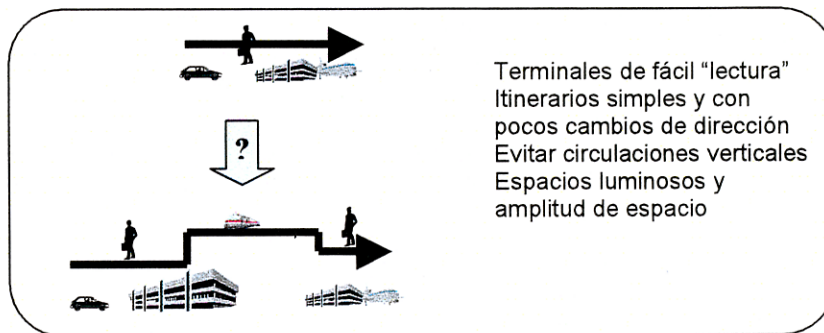 Terminales de fácil “lectura”
Itinerarios simples y con
pocos cambios de dirección
Evitar circulaciones verticales
Espacios luminosos y
amplitud de espacio
?